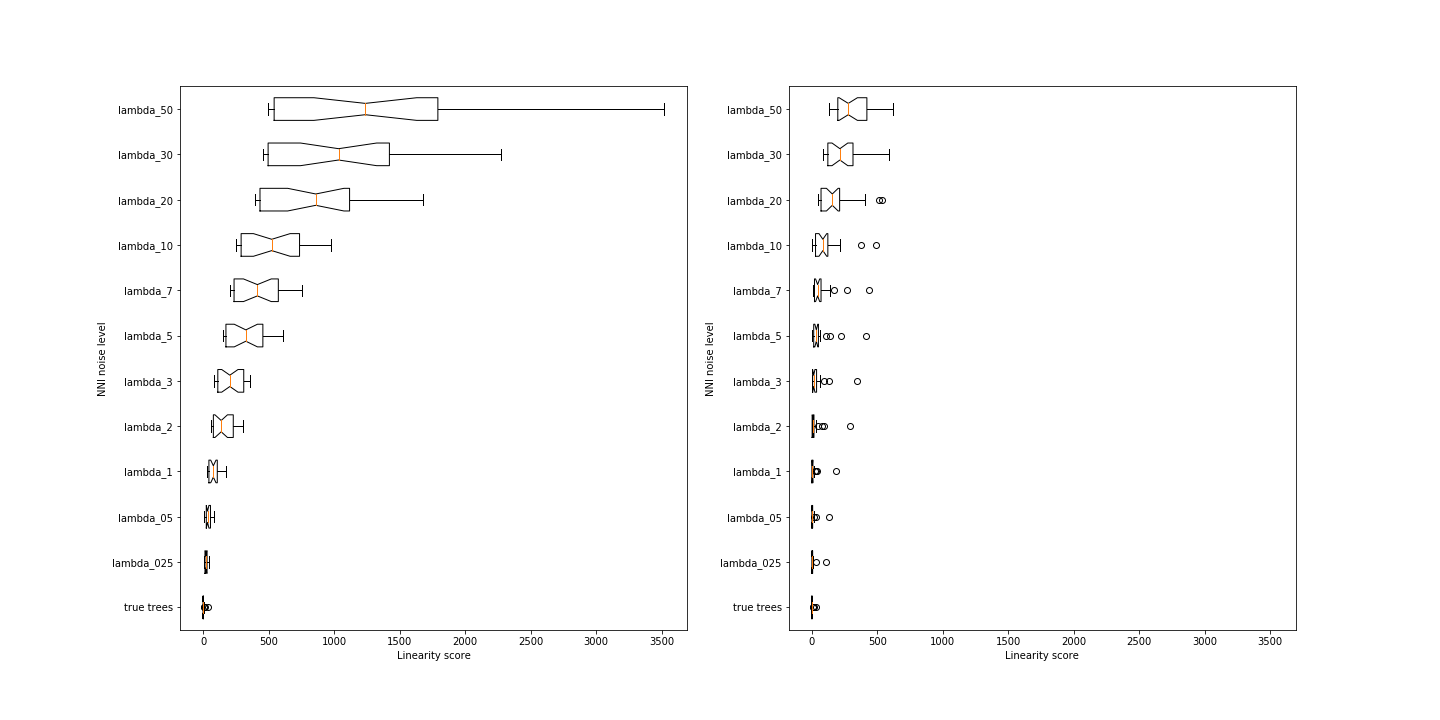 lambda_50
lambda_30
lambda_20
lambda_10
lambda_7
lambda_5
lambda_3
lambda_2
lambda_1
lambda_05
lambda_025
true trees
NNI noise level
0 500 1000 1500 2000 2500 3000 3500
Linearity score
lambda_50
lambda_30
lambda_20
lambda_10
lambda_7
lambda_5
lambda_3
lambda_2
lambda_1
lambda_05
lambda_025
true trees
NNI noise level
0 500 1000 1500 2000 2500 3000 3500
Linearity score